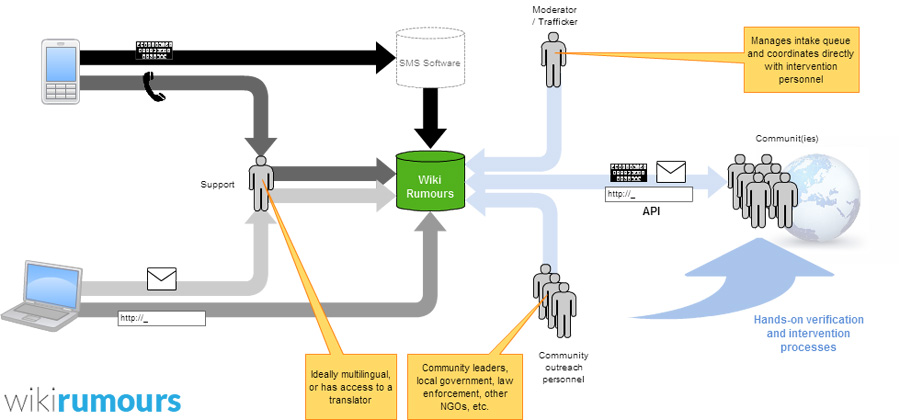 Moderator
/ Trafficker
Manages intake queue
and coordinates directly
with intervention
personnel
SMS Software
Communit(ies)
Support
Wiki
Rumours
http://_
API
http://_
Hands-on verification
and intervention
processes
Ideally multilingual,
or has access to a
translator
Community leaders,
local government, law
enforcement, other
NGOs, etc.
Community
outreach
personnel
wikirumours